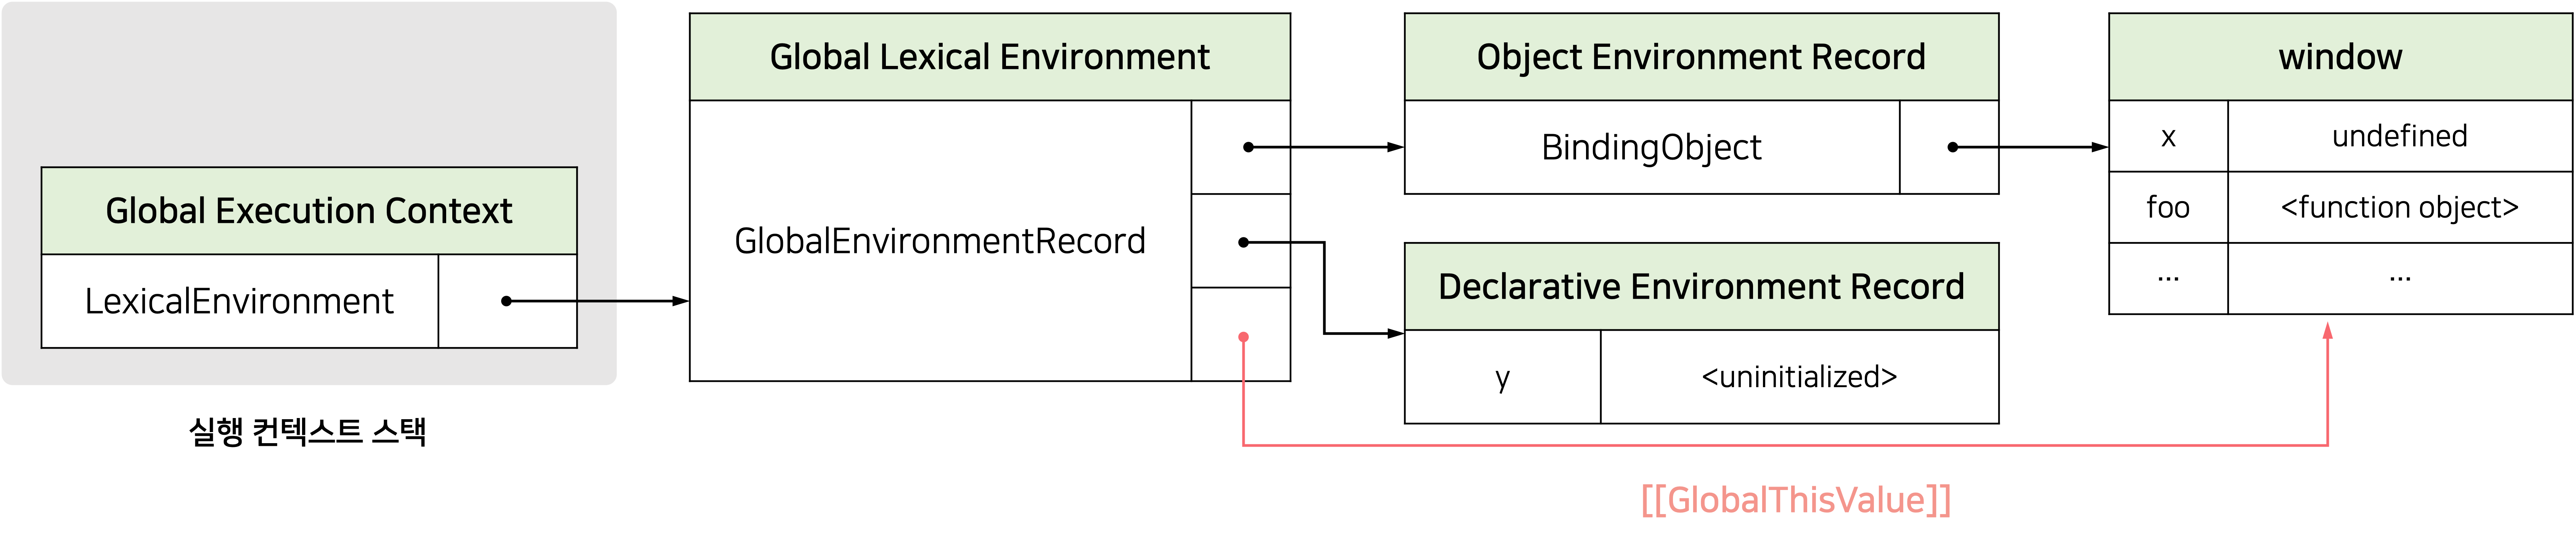 Global Execution Context
LexicalEnvironment
실행 컨텍스트 스택
Global Lexical Environment
GlobalEnvironmentRecord
Object Environment Record
BindingObject
Declarative Environment Record
y <uninitialized>
window
x undefined
foo <function object>
... ...
[[GlobalThisValue]]